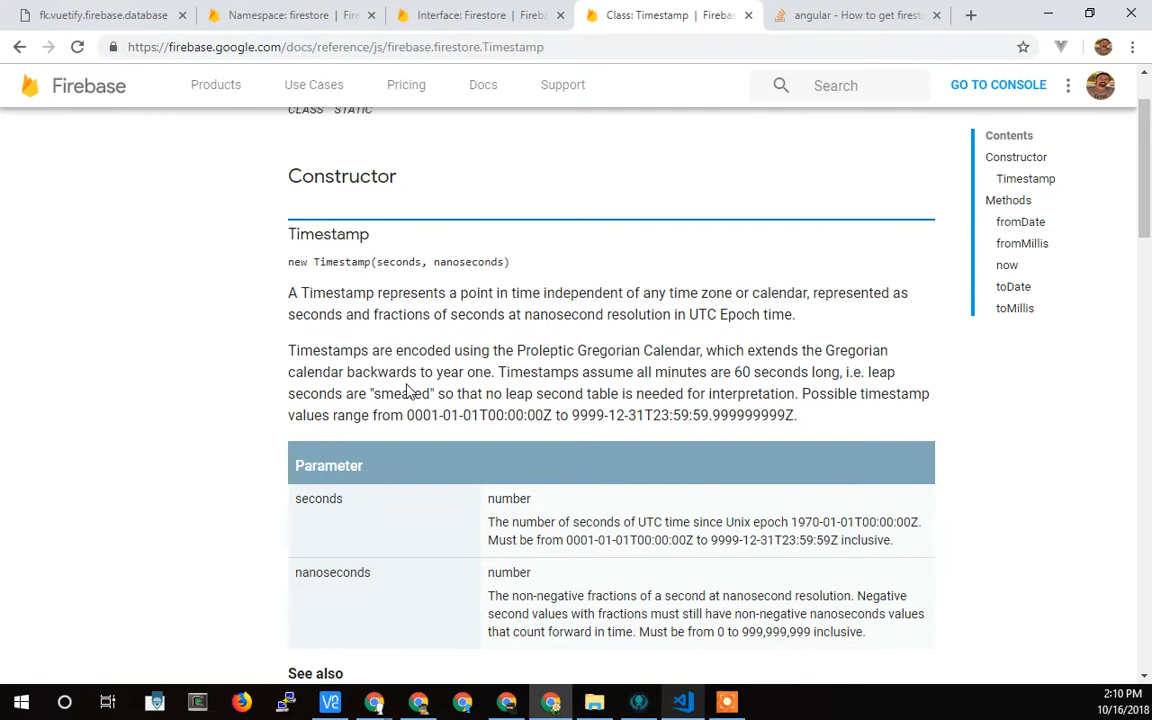 fk.vuetify.firebase.database
Namespace: firestore | Fire
Interface: Firestore | Fireba
Class: Timestamp | Firebas
angular - How to get firest
https://firebase.google.com/docs/reference/js/firebase.firestore.Timestamp
Firebase
Products
Use Cases
Pricing
Docs
Support
Search
GO TO CONSOLE
CLASS STATIC
Constructor
Timestamp
new Timestamp(seconds, nanoseconds)
A Timestamp represents a point in time independent of any time zone or calendar, represented as
seconds and fractions of seconds at nanosecond resolution in UTC Epoch time.
Timestamps are encoded using the Proleptic Gregorian Calendar, which extends the Gregorian
calendar backwards to year one. Timestamps assume all minutes are 60 seconds long, i.e. leap
seconds are "smeared" so that no leap second table is needed for interpretation. Possible timestamp
values range from 0001-01-01T00:00:00Z to 9999-12-31T23:59:59.999999999Z.
Parameter
seconds
number
The number of seconds of UTC time since Unix epoch 1970-01-01T00:00:00Z.
Must be from 0001-01-01T00:00:00Z to 9999-12-31T23:59:59Z inclusive.
nanoseconds
number
The non-negative fractions of a second at nanosecond resolution. Negative
second values with fractions must still have non-negative nanoseconds values
that count forward in time. Must be from 0 to 999,999,999 inclusive.
See also
Contents
Constructor
Timestamp
Methods
fromDate
fromMillis
now
toDate
toMillis
2:10 PM
10/16/2018